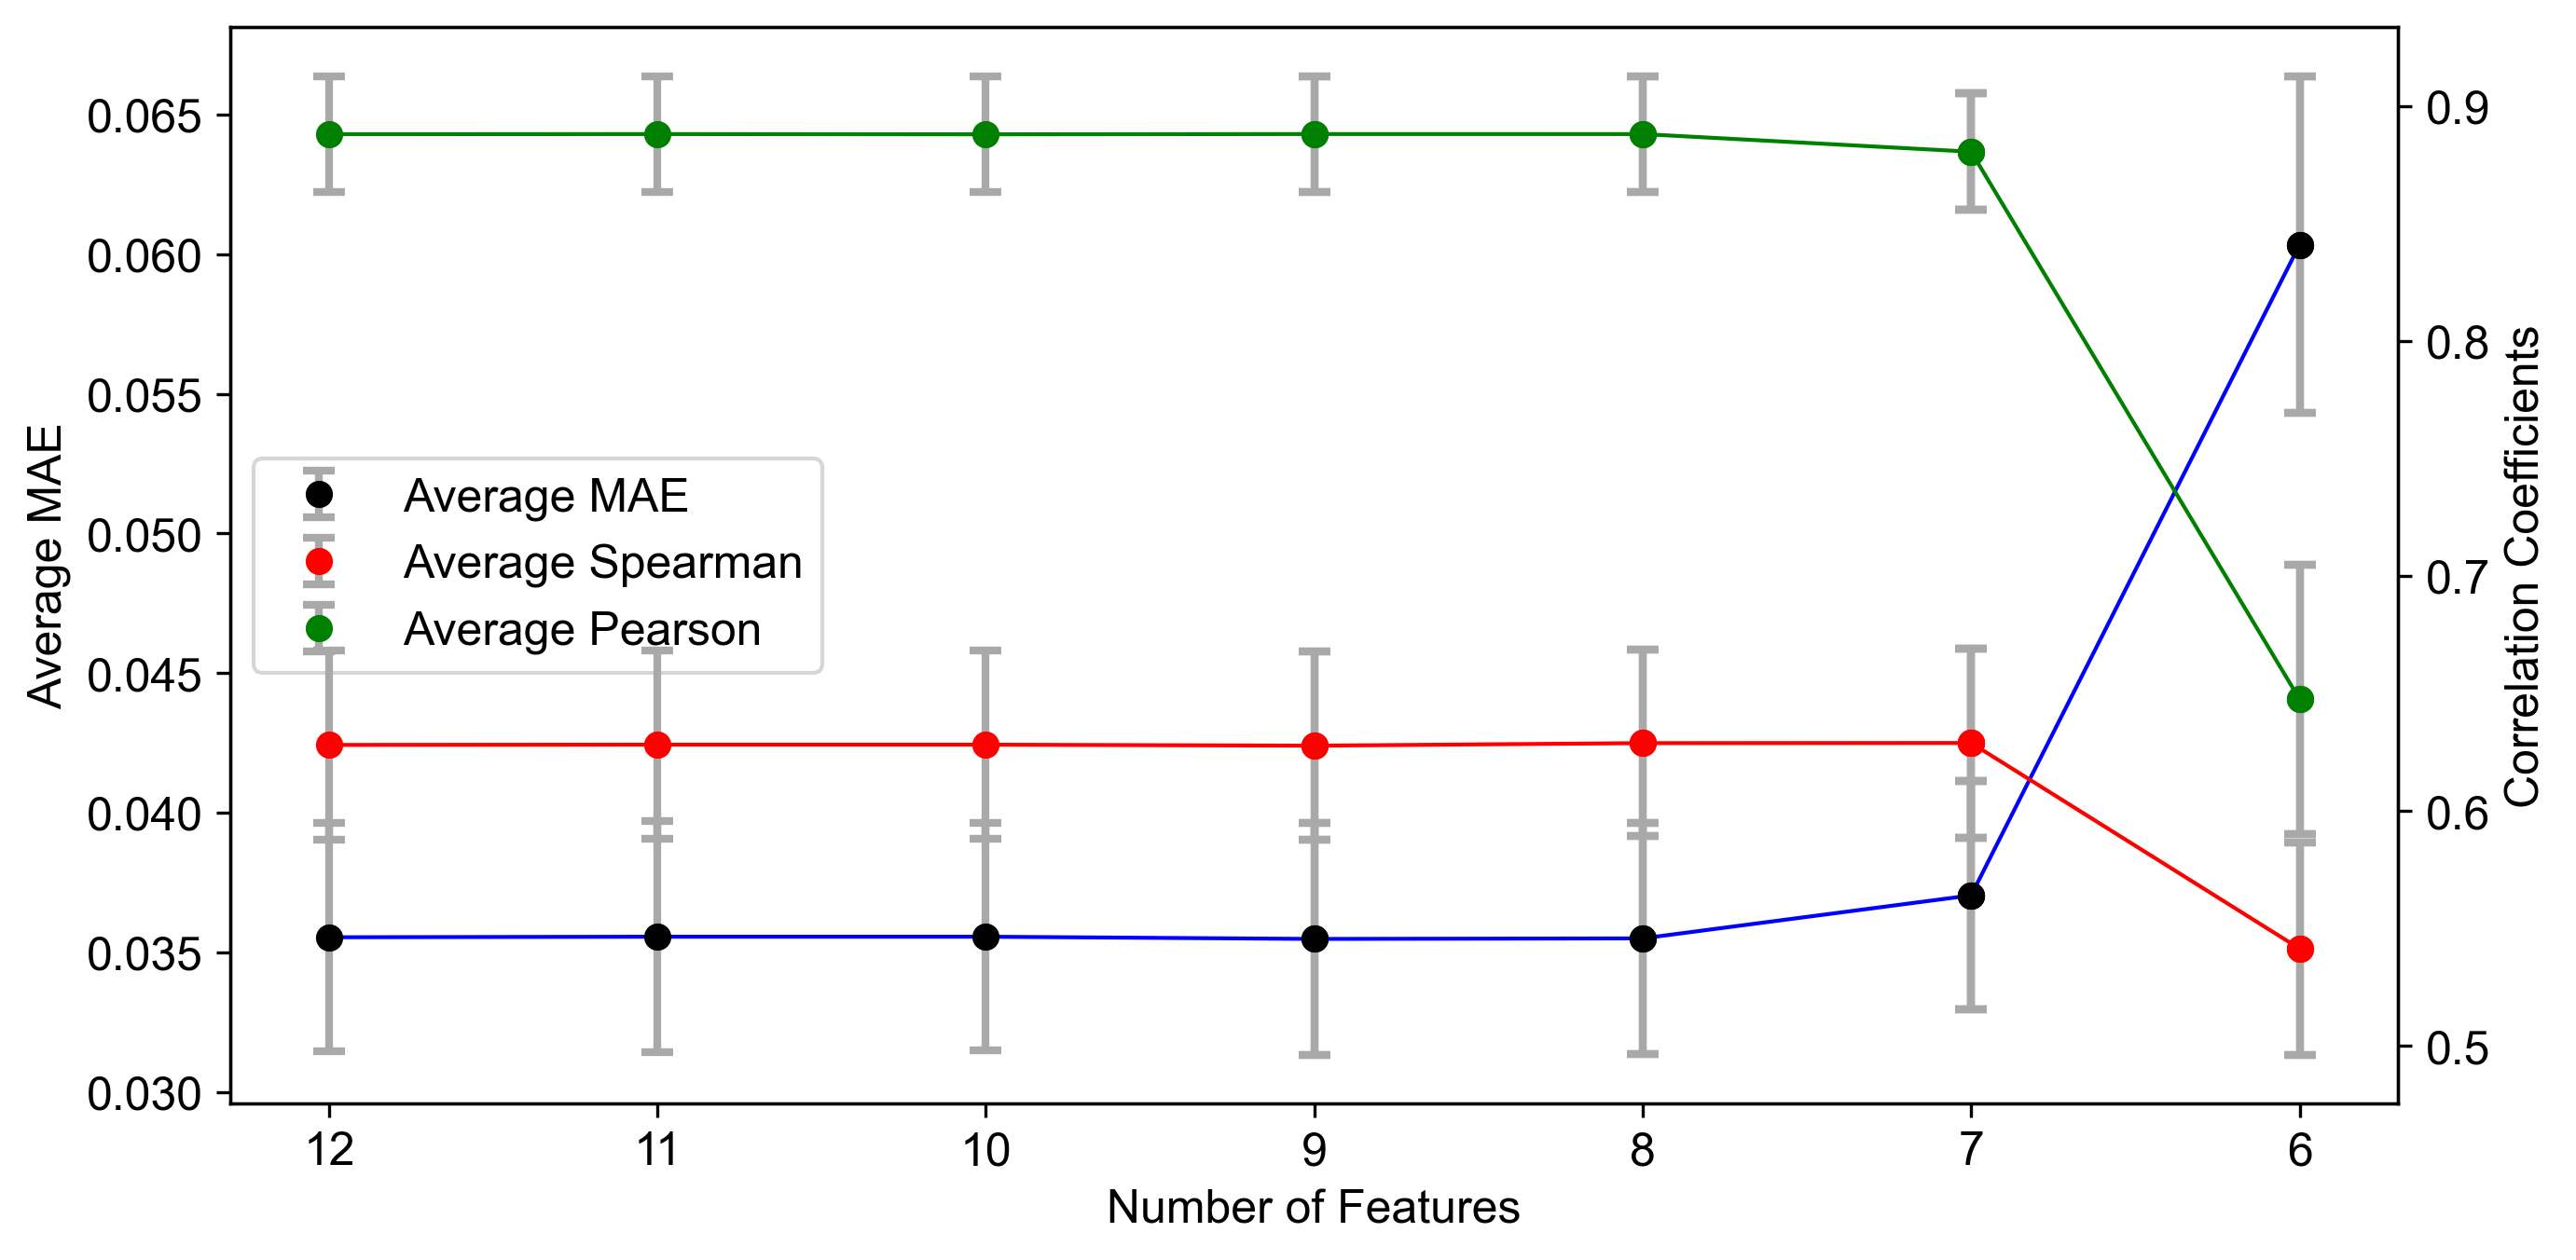 0.065
0.060
0.055
0.050
0.045
0.040
0.035
0.030
Average MAE
Average MAE
Average Spearman
Average Pearson
0.9
0.8
0.7
0.6
0.5
Correlation Coefficients
12 11 10 9 8 7 6
Number of Features